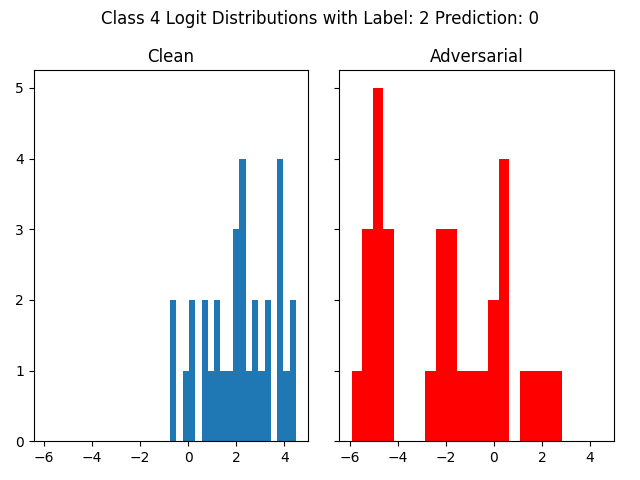 Class 4 Logit Distributions with Label: 2 Prediction: 0
Clean
Adversarial
5
4
3
2
1
0
−6 −4 −2 0 2 4
−6 −4 −2 0 2 4